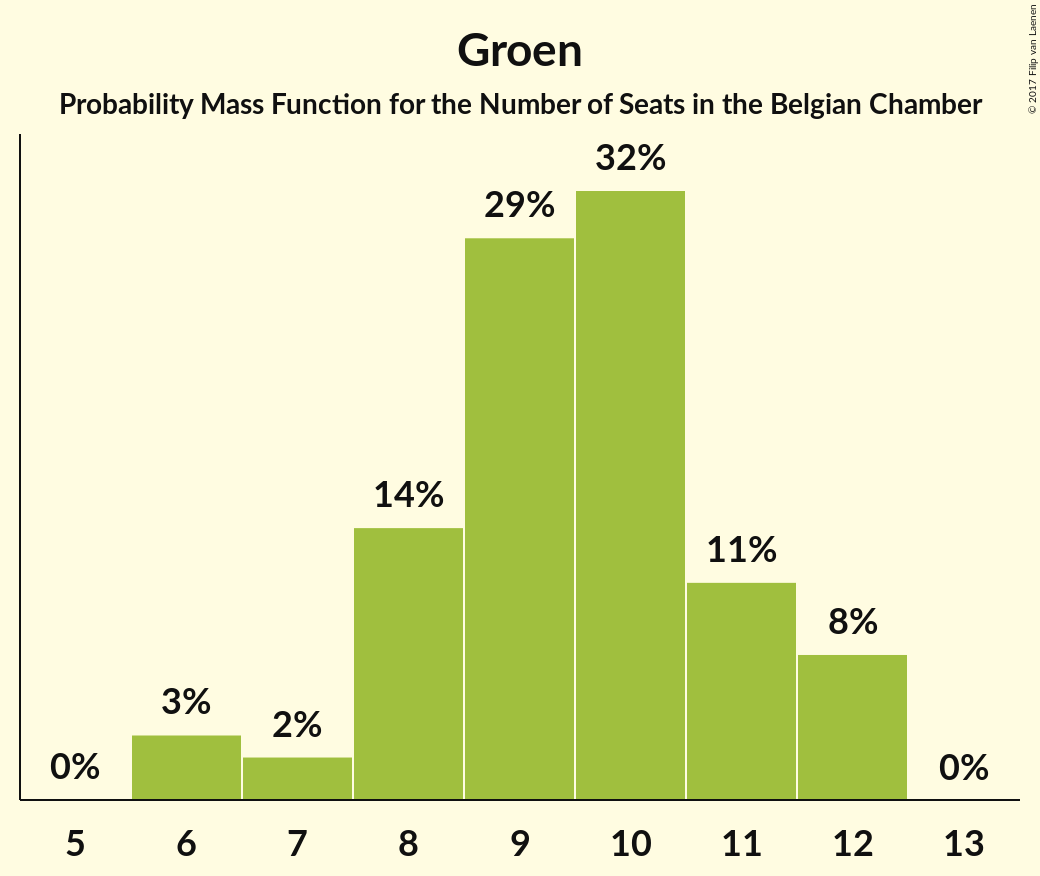 Groen
Probability Mass Function for the Number of Seats in the Belgian Chamber
© 2017 Filip van Laenen
0% 3% 2% 14% 29% 32% 11% 8% 0%
5 6 7 8 9 10 11 12 13